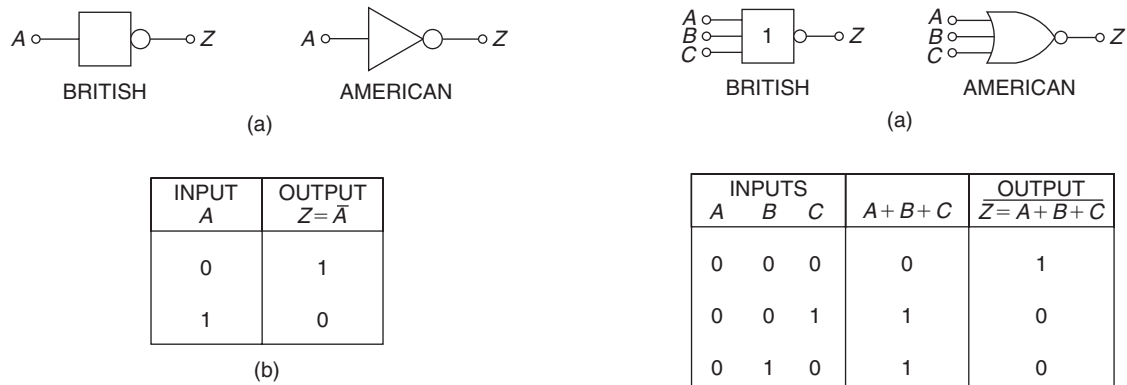 A Z A Z
BRITISH AMERICAN
(a)
INPUT OUTPUT
A Z = A̅
0 1
1 0
(b)
A A
B 1 Z B Z
C C
BRITISH AMERICAN
(a)
INPUTS OUTPUT
A B C A + B + C Z̅ ̅=̅ ̅A̅ ̅+̅ ̅B̅ ̅+̅ ̅C̅
0 0 0 0 1
0 0 1 1 0
0 1 0 1 0